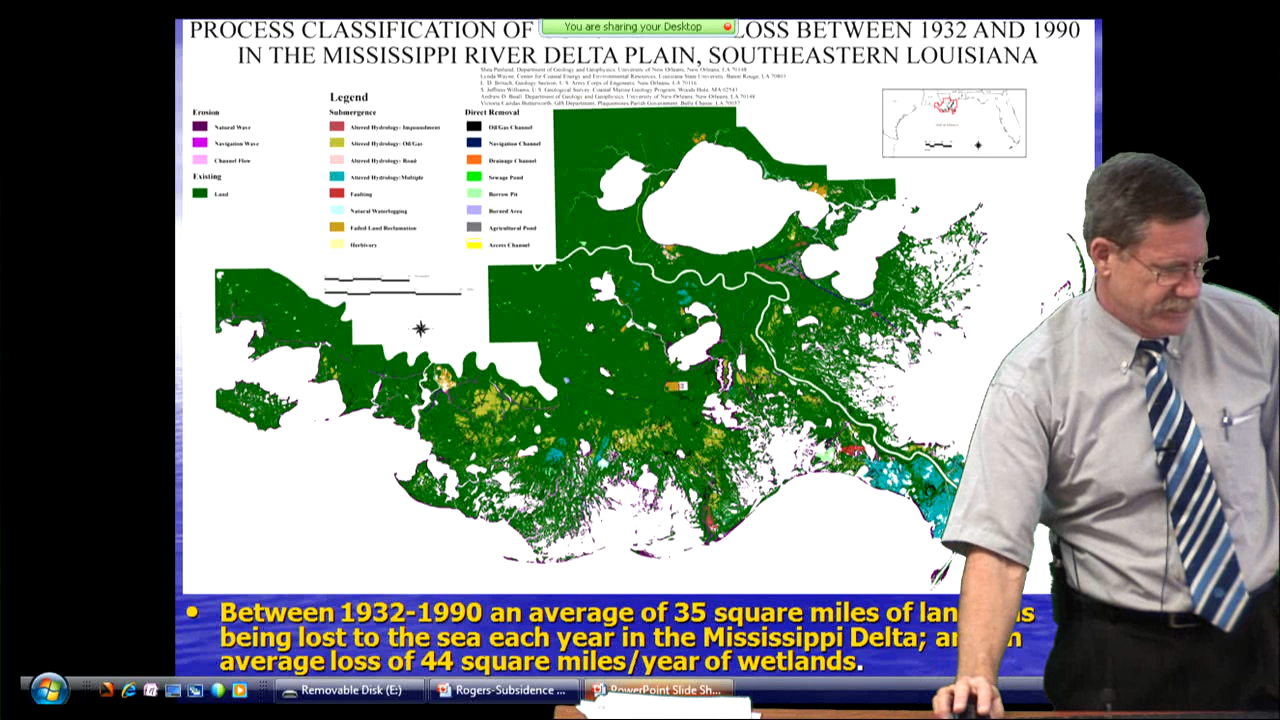 PROCESS CLASSIFICATION OF LOSS BETWEEN 1932 AND 1990
You are sharing your Desktop
IN THE MISSISSIPPI RIVER DELTA PLAIN, SOUTHEASTERN LOUISIANA
Legend
Erosion
Natural Wave
Navigation Wave
Channel Flow
Existing
Land
Submergence
Altered Hydrology: Impoundment
Altered Hydrology: Oil/Gas
Altered Hydrology: Road
Altered Hydrology: Multiple
Faulting
Natural Waterlogging
Failed Land Reclamation
Herbivory
Direct Removal
Oil/Gas Channel
Navigation Channel
Drainage Channel
Sewage Pond
Borrow Pit
Burned Area
Agricultural Pond
Access Channel
• Between 1932-1990 an average of 35 square miles of lan s
being lost to the sea each year in the Mississippi Delta; a n
average loss of 44 square miles/year of wetlands.
Removable Disk (E:)
Rogers-Subsidence ...
PowerPoint Slide Sh...